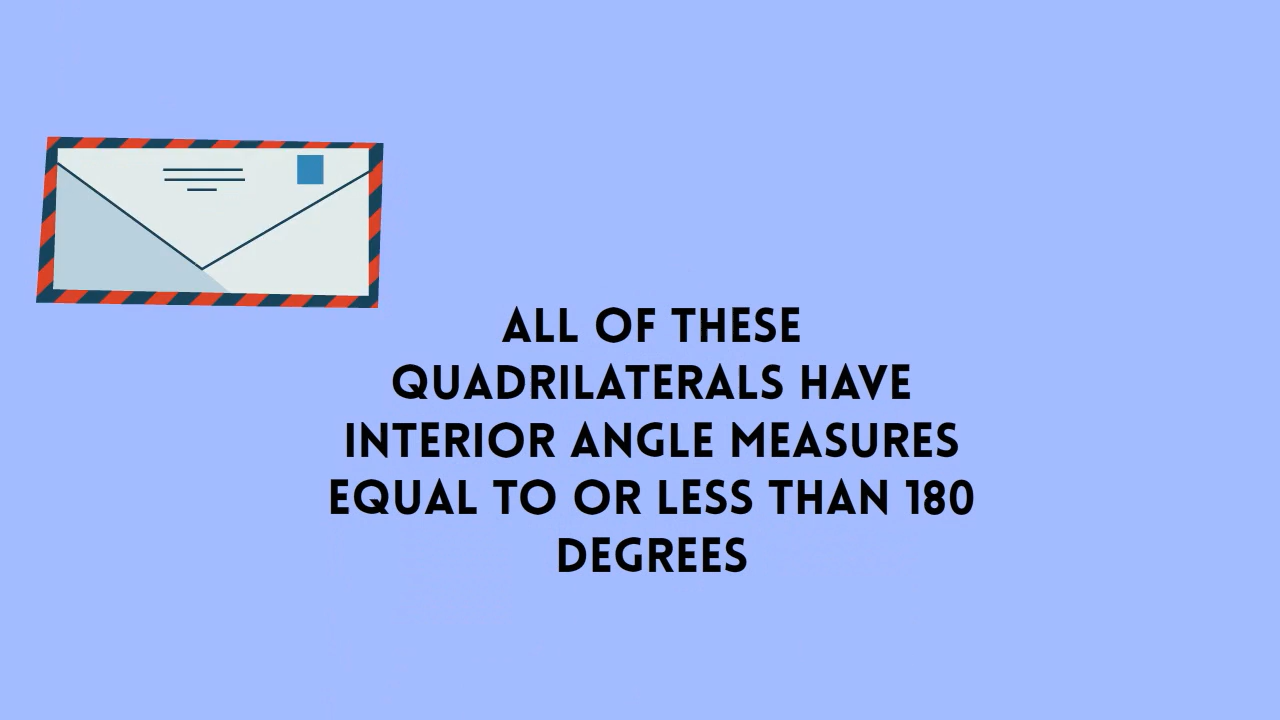 ALL OF THESE
QUADRILATERALS HAVE
INTERIOR ANGLE MEASURES
EQUAL TO OR LESS THAN 180
DEGREES